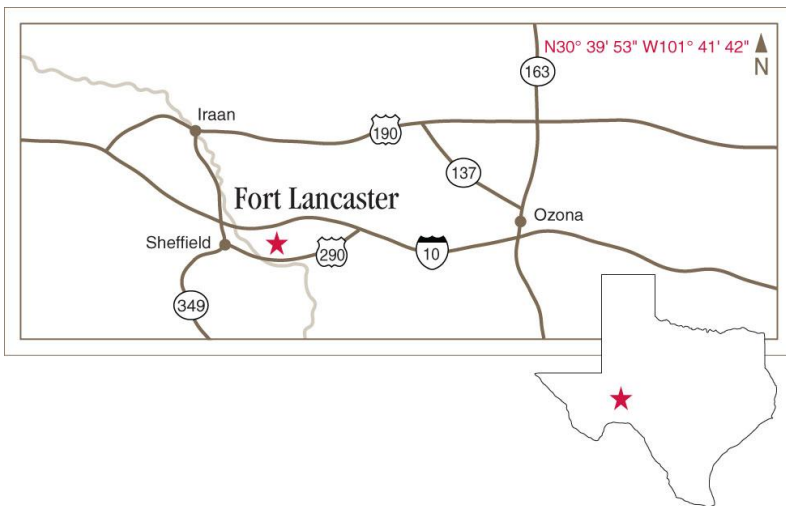 N30° 39' 53" W101° 41' 42"
N
163
Iraan
190
137
Fort Lancaster
Ozona
Sheffield
290
10
349